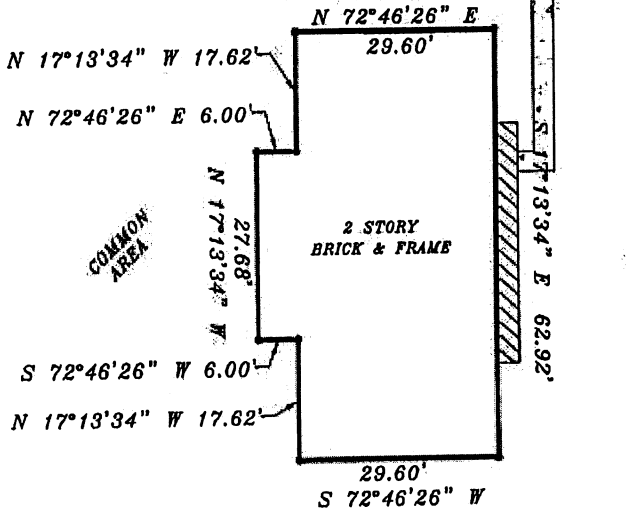 N 72°46'26" E
29.60'
N 17°13'34" W 17.62'
N 72°46'26" E 6.00'
S 17°13'34" E 62.92'
COMMON
AREA
N 17°13'34" W
27.68'
2 STORY
BRICK & FRAME
S 72°46'26" W 6.00'
N 17°13'34" W 17.62'
29.60'
S 72°46'26" W